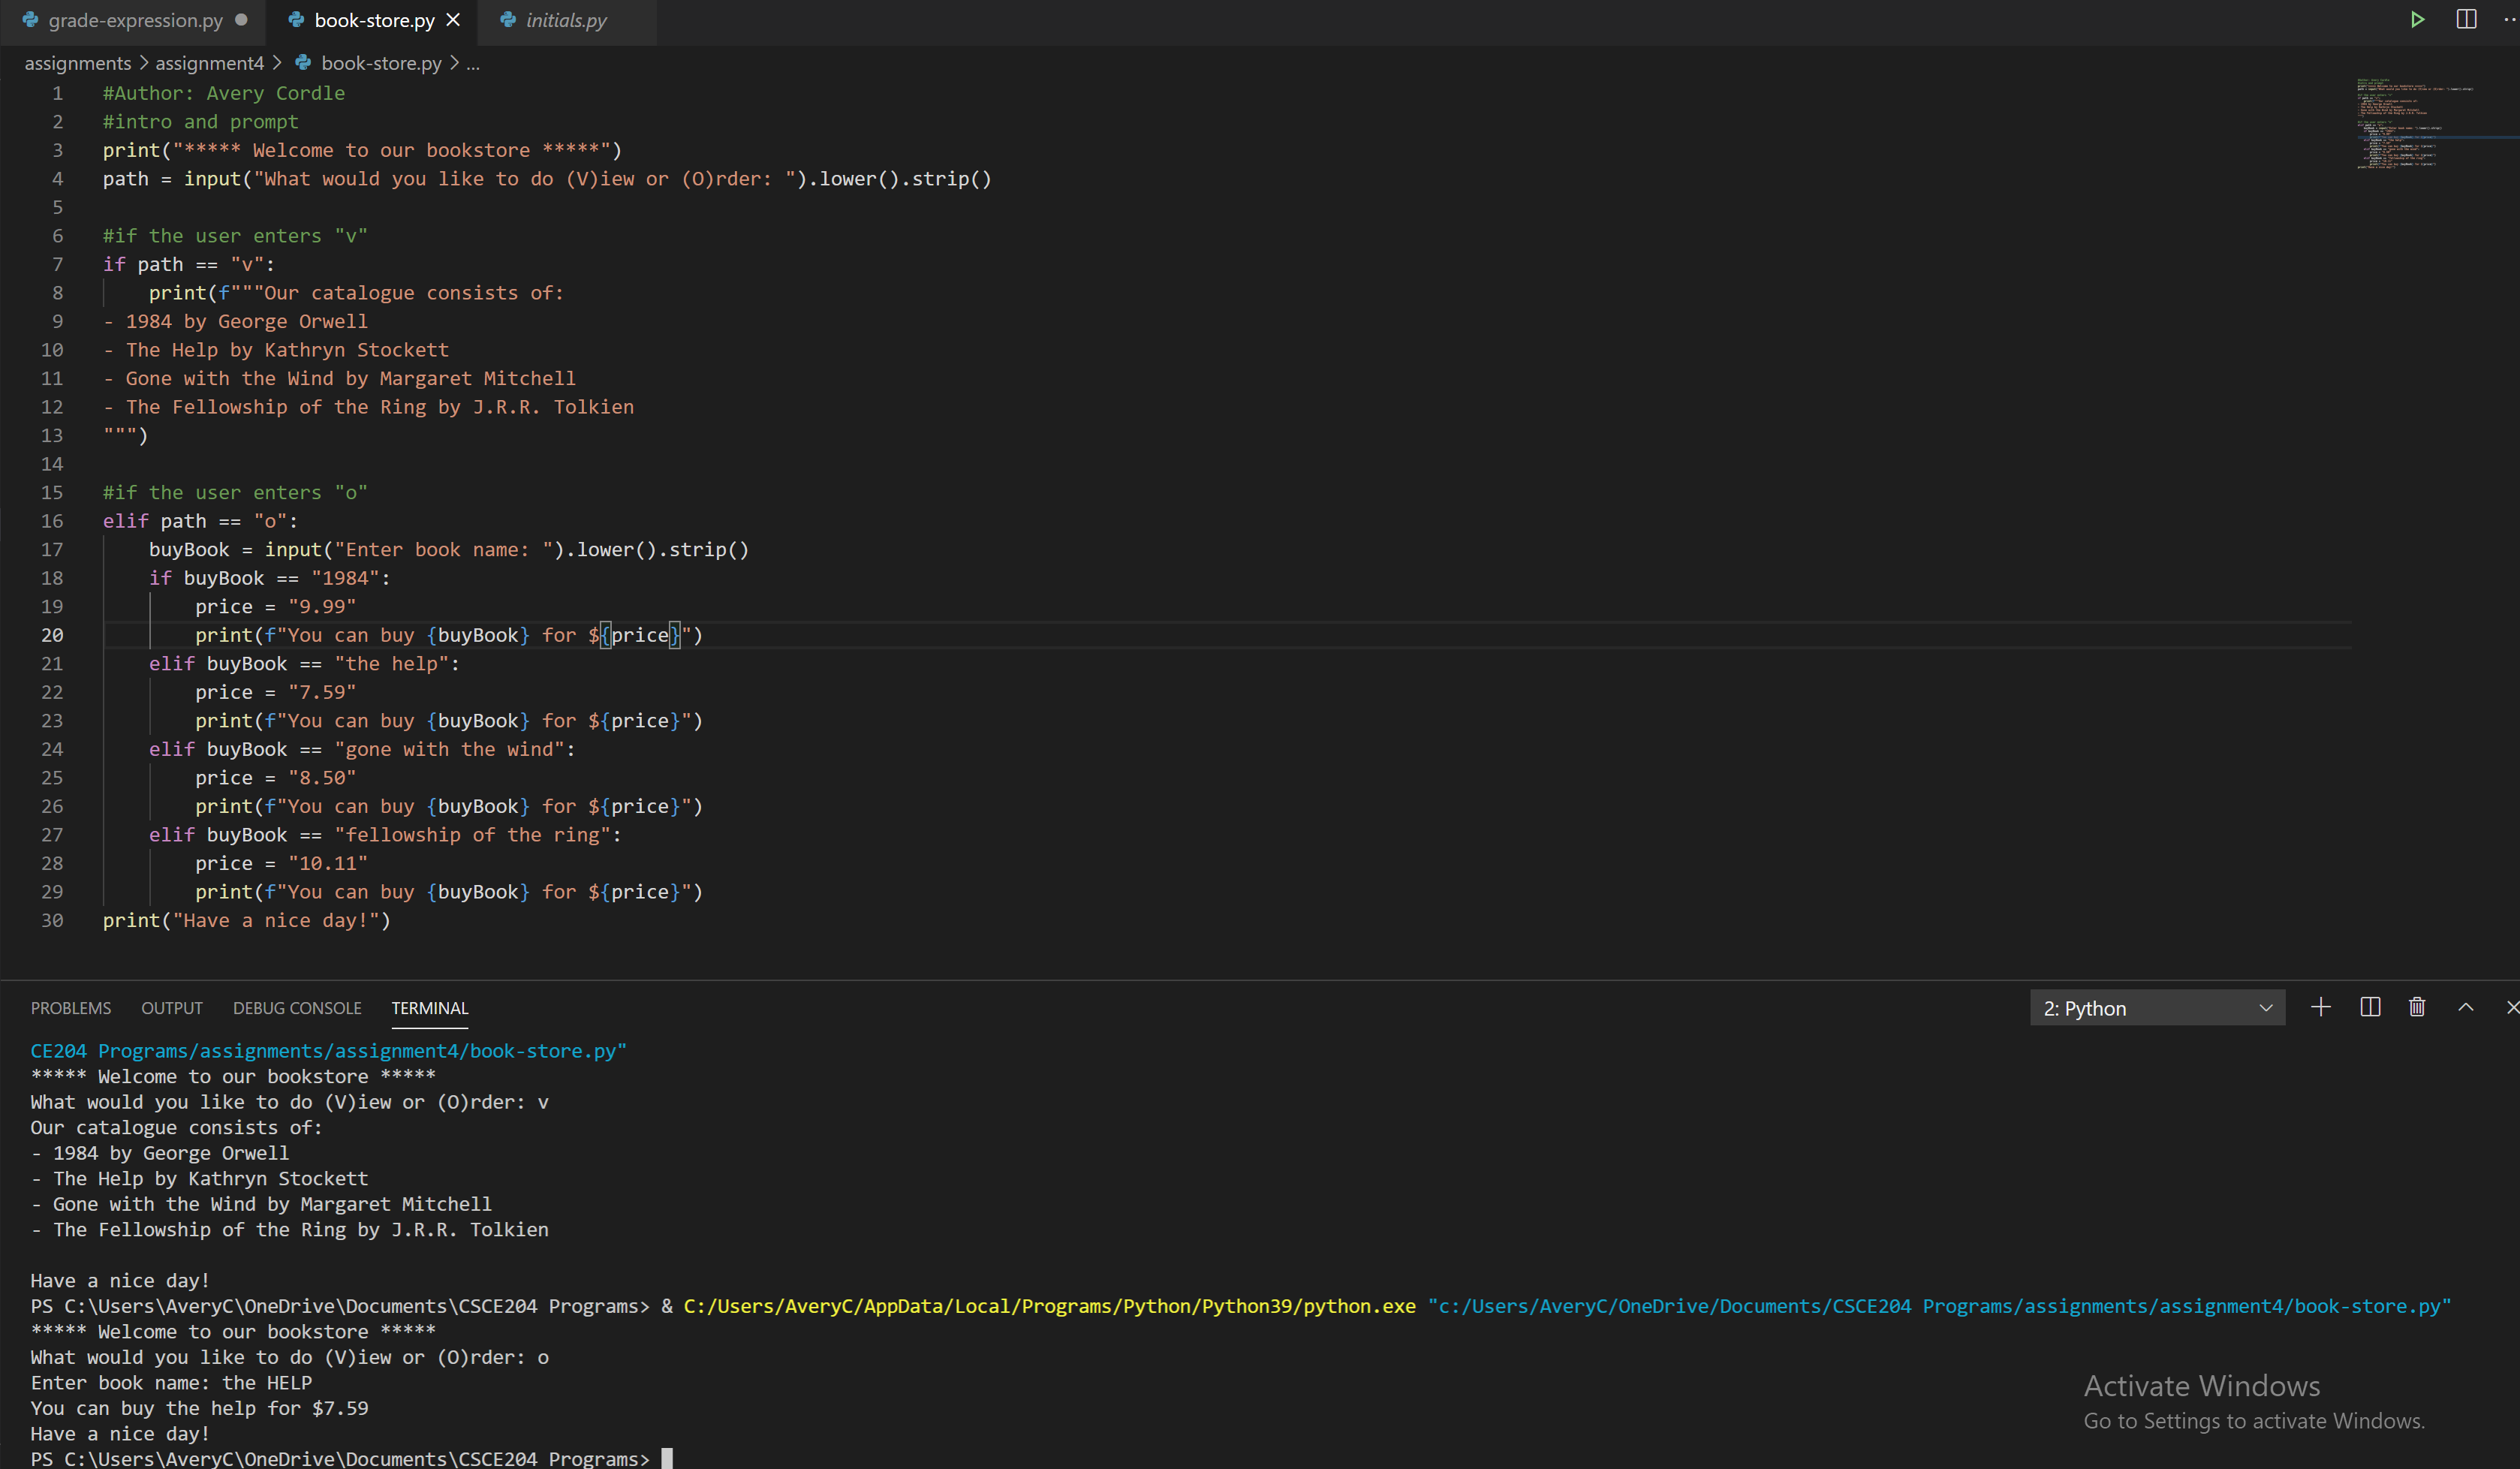 grade-expression.py
book-store.py
initials.py
assignments > assignment4 > book-store.py > ...
1 #Author: Avery Cordle
2 #intro and prompt
3 print("***** Welcome to our bookstore *****")
4 path = input("What would you like to do (V)iew or (O)rder: ").lower().strip()
5
6 #if the user enters "v"
7 if path == "v":
8     print(f"""Our catalogue consists of:
9 - 1984 by George Orwell
10 - The Help by Kathryn Stockett
11 - Gone with the Wind by Margaret Mitchell
12 - The Fellowship of the Ring by J.R.R. Tolkien
13 """)
14
15 #if the user enters "o"
16 elif path == "o":
17     buyBook = input("Enter book name: ").lower().strip()
18     if buyBook == "1984":
19         price = "9.99"
20         print(f"You can buy {buyBook} for ${price}")
21     elif buyBook == "the help":
22         price = "7.59"
23         print(f"You can buy {buyBook} for ${price}")
24     elif buyBook == "gone with the wind":
25         price = "8.50"
26         print(f"You can buy {buyBook} for ${price}")
27     elif buyBook == "fellowship of the ring":
28         price = "10.11"
29         print(f"You can buy {buyBook} for ${price}")
30 print("Have a nice day!")
PROBLEMS OUTPUT DEBUG CONSOLE TERMINAL
2: Python
CE204 Programs/assignments/assignment4/book-store.py"
***** Welcome to our bookstore *****
What would you like to do (V)iew or (O)rder: v
Our catalogue consists of:
- 1984 by George Orwell
- The Help by Kathryn Stockett
- Gone with the Wind by Margaret Mitchell
- The Fellowship of the Ring by J.R.R. Tolkien

Have a nice day!
PS C:\Users\AveryC\OneDrive\Documents\CSCE204 Programs> & C:/Users/AveryC/AppData/Local/Programs/Python/Python39/python.exe "c:/Users/AveryC/OneDrive/Documents/CSCE204 Programs/assignments/assignment4/book-store.py"
***** Welcome to our bookstore *****
What would you like to do (V)iew or (O)rder: o
Enter book name: the HELP
You can buy the help for $7.59
Have a nice day!
PS C:\Users\AveryC\OneDrive\Documents\CSCE204 Programs>
Activate Windows
Go to Settings to activate Windows.